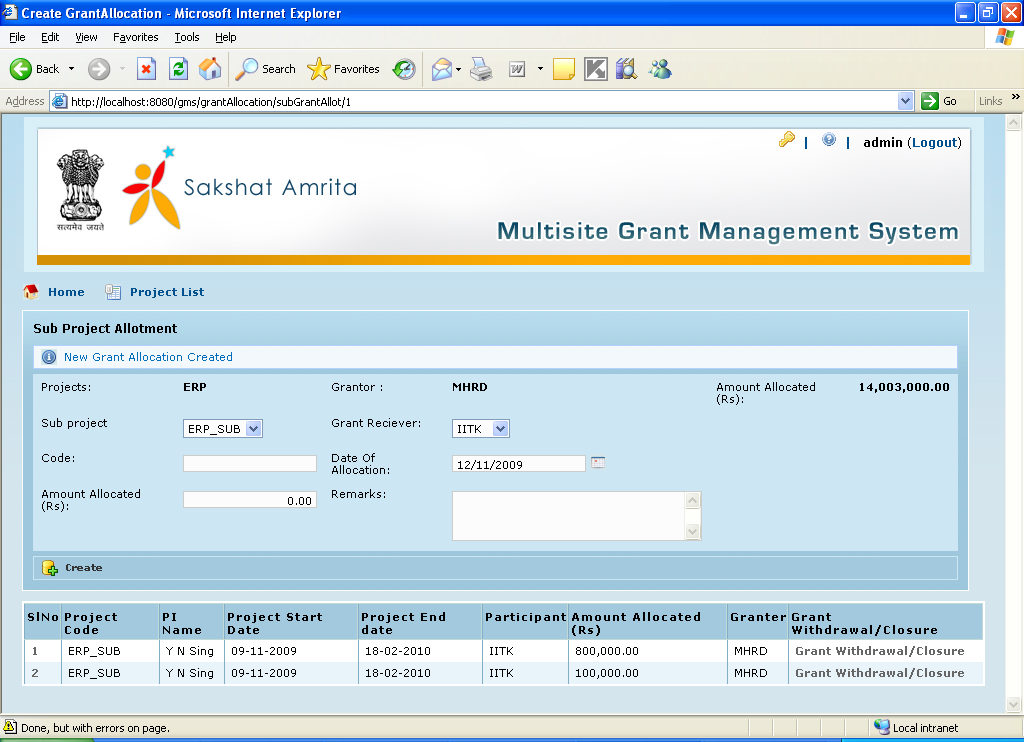 Create GrantAllocation - Microsoft Internet Explorer
File Edit View Favorites Tools Help
Back Search Favorites
Address http://localhost:8080/gms/grantAllocation/subGrantAllot/1 Go Links »
| | admin (Logout)
सत्यमेव जयते
Sakshat Amrita
Multisite Grant Management System
Home Project List
Sub Project Allotment
New Grant Allocation Created
Projects: ERP Grantor : MHRD Amount Allocated (Rs): 14,003,000.00
Sub project ERP_SUB Grant Reciever: IITK
Code: Date Of Allocation: 12/11/2009
Amount Allocated (Rs): 0.00 Remarks:
Create
SlNo Project Code PI Name Project Start Date Project End date Participant Amount Allocated (Rs) Granter Grant Withdrawal/Closure
1 ERP_SUB Y N Sing 09-11-2009 18-02-2010 IITK 800,000.00 MHRD Grant Withdrawal/Closure
2 ERP_SUB Y N Sing 09-11-2009 18-02-2010 IITK 100,000.00 MHRD Grant Withdrawal/Closure
Done, but with errors on page. Local intranet